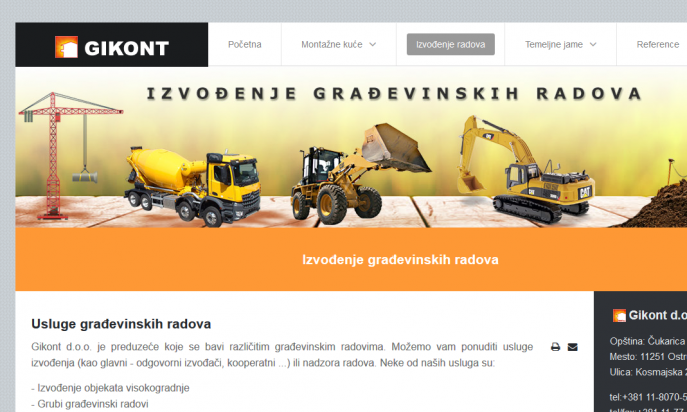 GIKONT
Početna
Montažne kuće
Izvođenje radova
Temeljne jame
Reference
IZVOĐENJE GRAĐEVINSKIH RADOVA
CAT
Izvođenje građevinskih radova
Usluge građevinskih radova
Gikont d.o.o. je preduzeće koje se bavi različitim građevinskim radovima. Možemo vam ponuditi usluge
izvođenja (kao glavni - odgovorni izvođači, kooperatni ...) ili nadzora radova. Neke od naših usluga su:
- Izvođenje objekata visokogradnje
- Grubi građevinski radovi
Gikont d.o
Opština: Čukarica
Mesto: 11251 Ostr
Ulica: Kosmajska 2
tel:+381 11-8070-5